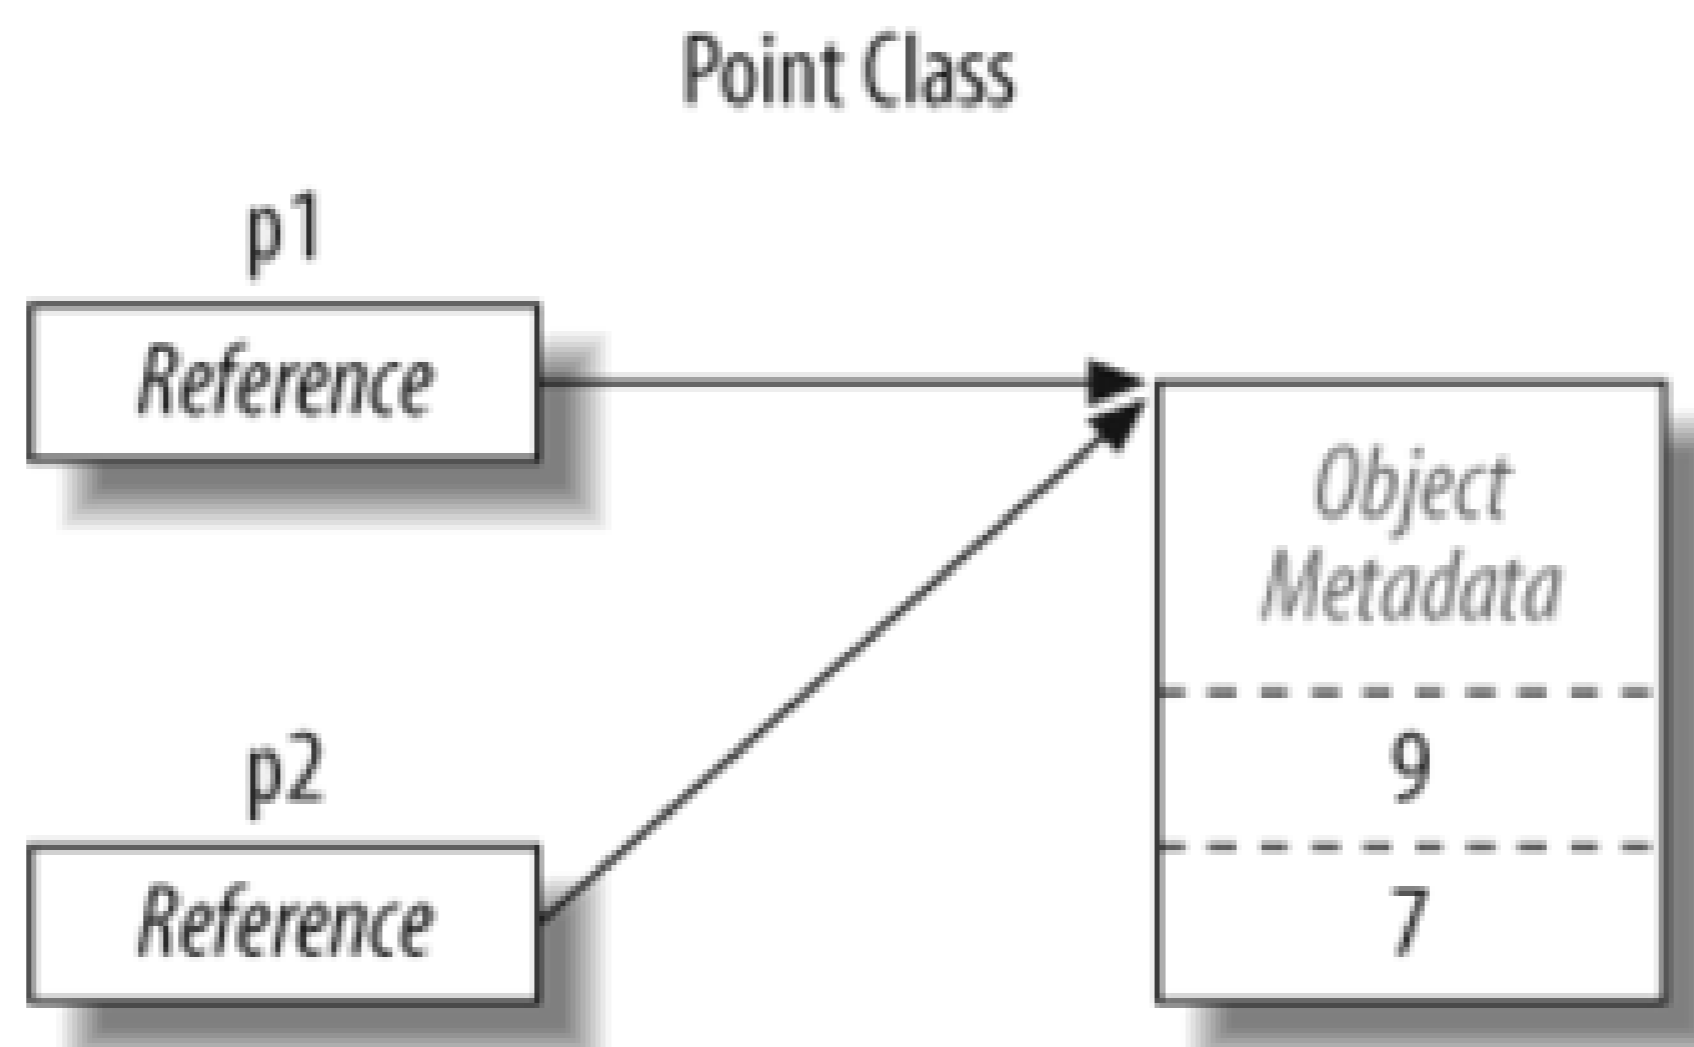 Point Class
p1
Reference
Object
Metadata
9
p2
Reference
7